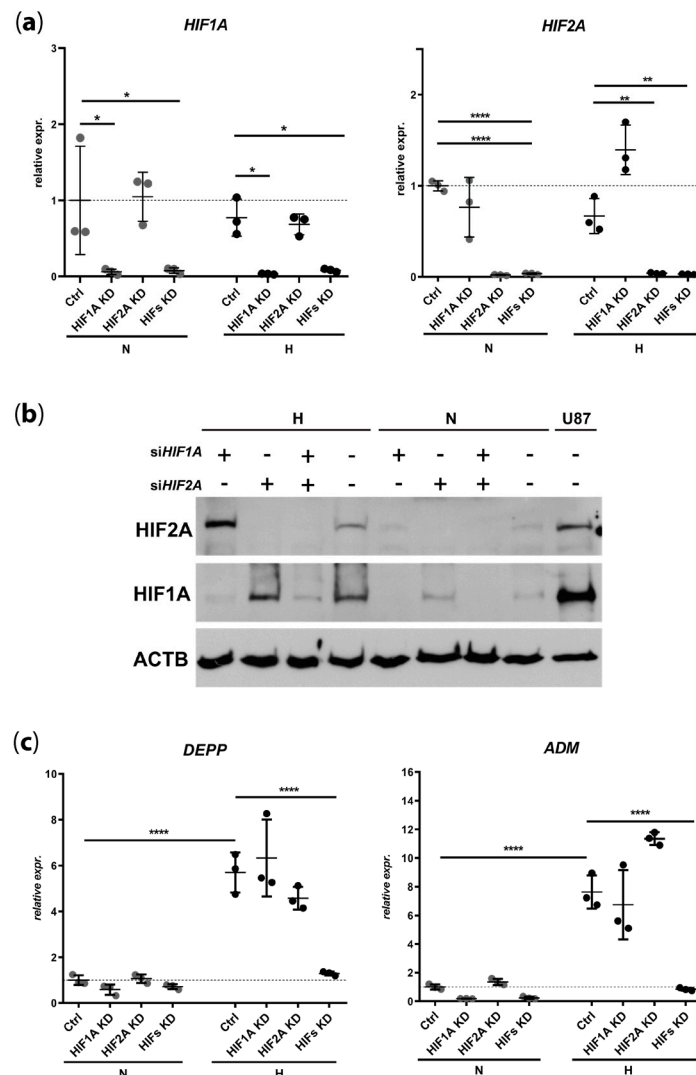 (a)
HIF1A
relative expr.
3
2
1
0
* *
* *
Ctrl HIF1A KD HIF2A KD HIFs KD Ctrl HIF1A KD HIF2A KD HIFs KD
N H
HIF2A
relative expr.
2
1
0
**** **
**** **
Ctrl HIF1A KD HIF2A KD HIFs KD Ctrl HIF1A KD HIF2A KD HIFs KD
N H
(b)
H N U87
siHIF1A + - + - + - + - -
siHIF2A - + + - - + + - -
HIF2A
HIF1A
ACTB
(c)
DEPP
relative expr.
10
8
6
4
2
0
**** ****
Ctrl HIF1A KD HIF2A KD HIFs KD Ctrl HIF1A KD HIF2A KD HIFs KD
N H
ADM
relative expr.
16
14
12
10
8
6
4
2
0
**** ****
Ctrl HIF1A KD HIF2A KD HIFs KD Ctrl HIF1A KD HIF2A KD HIFs KD
N H